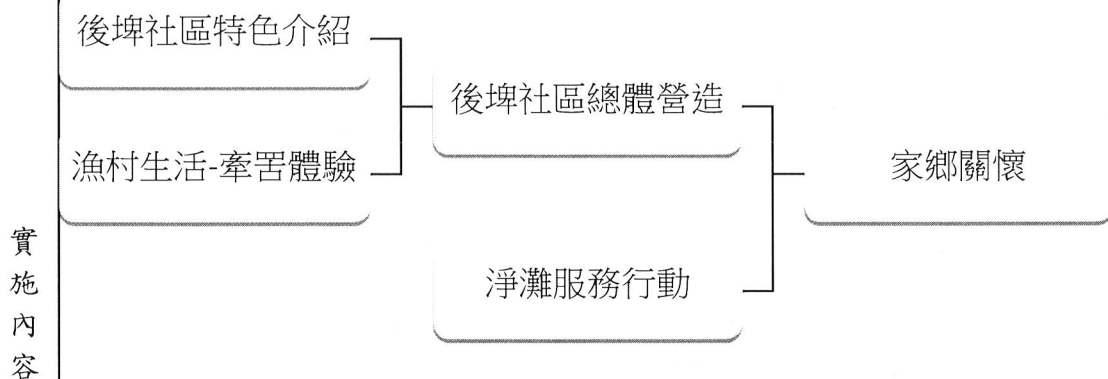 後埤社區特色介紹
漁村生活-牽罟體驗
後埤社區總體營造
淨灘服務行動
家鄉關懷
實施內容